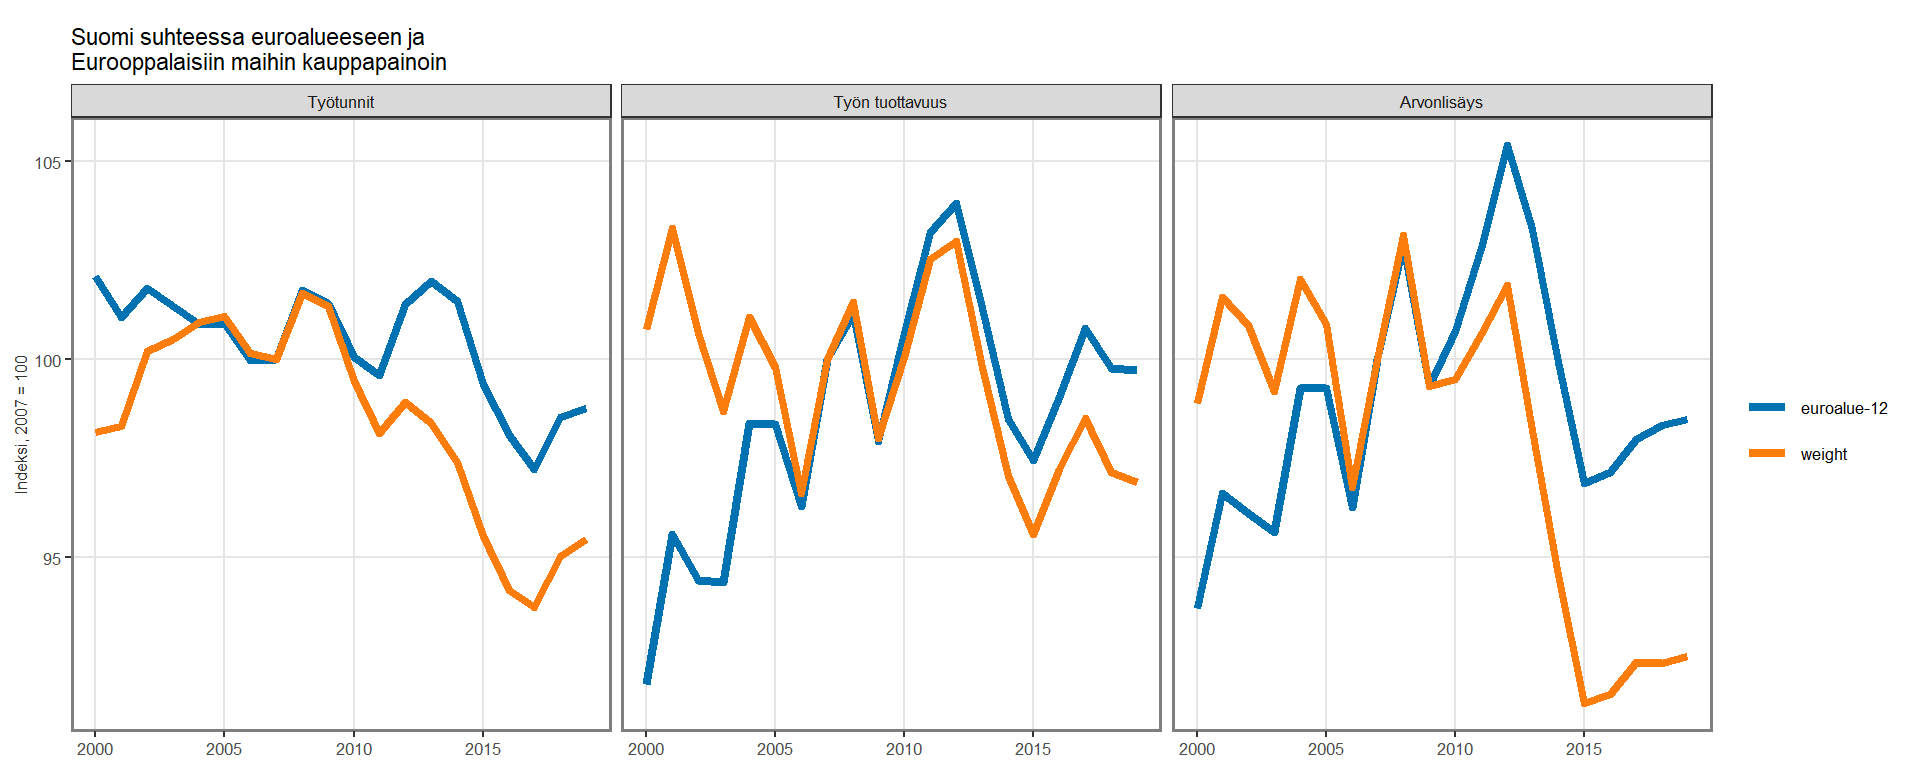 Suomi suhteessa euroalueeseen ja
Eurooppalaisiin maihin kauppapainoin
Työtunnit
Työn tuottavuus
Arvonlisäys
Indeksi, 2007 = 100
105
100
95
2000 2005 2010 2015
2000 2005 2010 2015
2000 2005 2010 2015
euroalue-12
weight